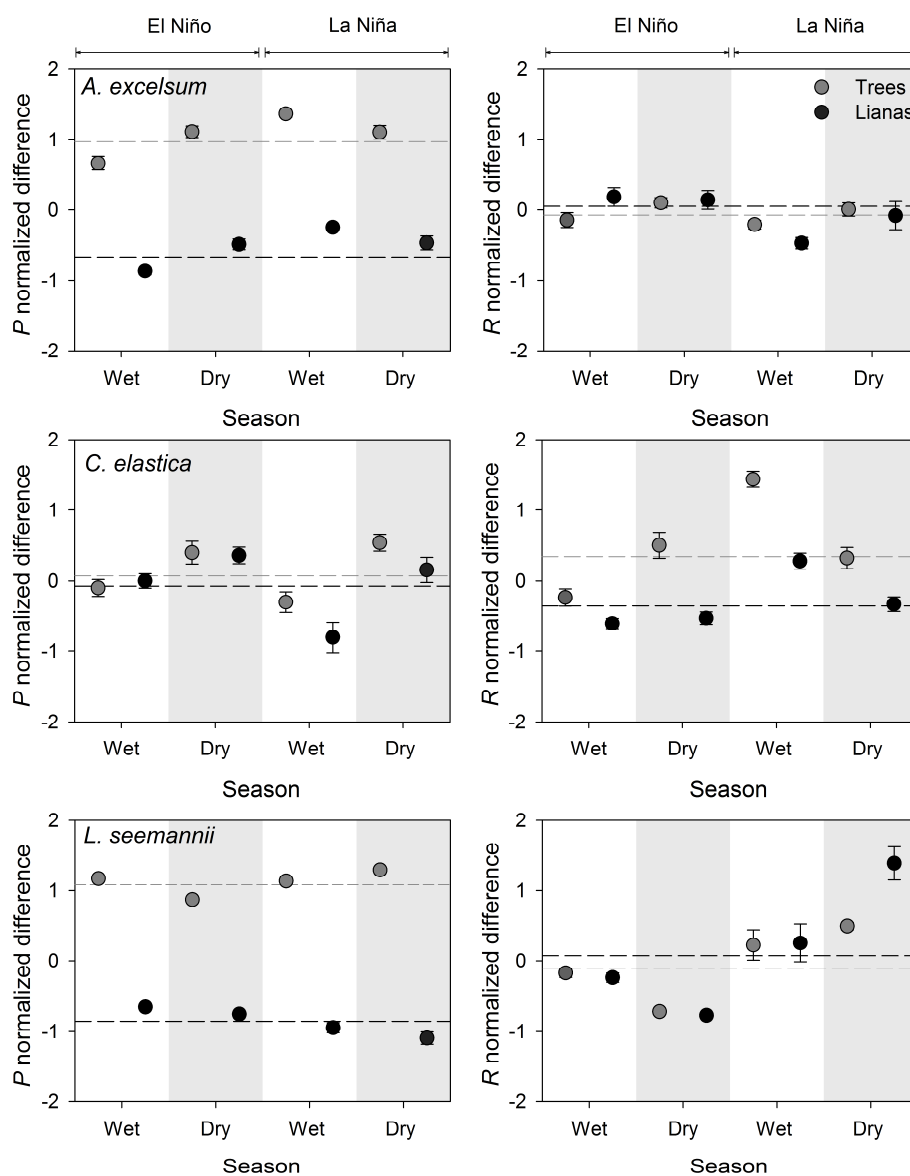 El Niño La Niña El Niño La Niña
A. excelsum
Trees
Lianas
P normalized difference
2
1
0
-1
-2
Wet Dry Wet Dry
Season
R normalized difference
2
1
0
-1
-2
Wet Dry Wet Dry
Season
C. elastica
P normalized difference
2
1
0
-1
-2
Wet Dry Wet Dry
Season
R normalized difference
2
1
0
-1
-2
Wet Dry Wet Dry
Season
L. seemannii
P normalized difference
2
1
0
-1
-2
Wet Dry Wet Dry
Season
R normalized difference
2
1
0
-1
-2
Wet Dry Wet Dry
Season